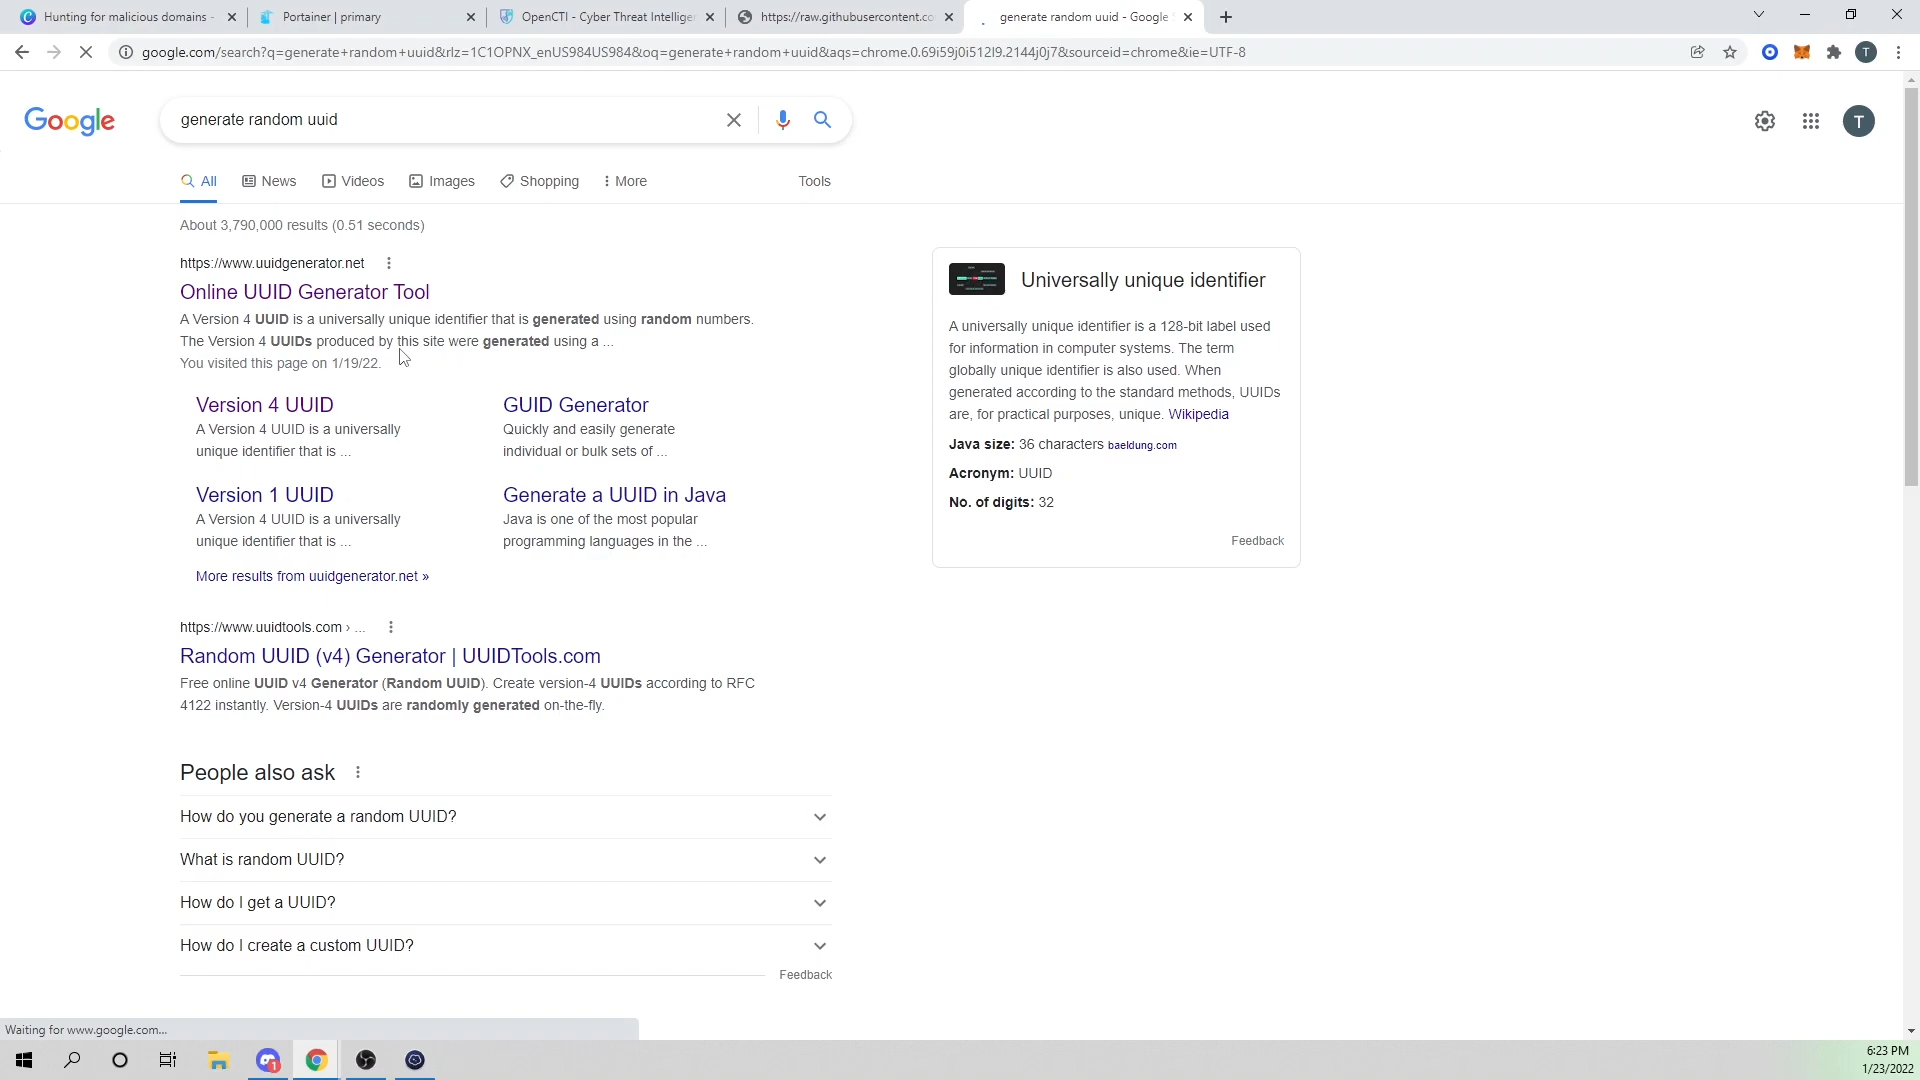 Hunting for malicious domains -
Portainer | primary
OpenCTI - Cyber Threat Intellige
https://raw.githubusercontent.co
generate random uuid - Google
google.com/search?q=generate+random+uuid&rlz=1C1OPNX_enUS984US984&oq=generate+random+uuid&aqs=chrome.0.69i59j0i512l9.2144j0j7&sourceid=chrome&ie=UTF-8
T
Google
generate random uuid
T
All
News
Videos
Images
Shopping
More
Tools
About 3,790,000 results (0.51 seconds)
https://www.uuidgenerator.net
Online UUID Generator Tool
A Version 4 UUID is a universally unique identifier that is generated using random numbers.
The Version 4 UUIDs produced by this site were generated using a ...
You visited this page on 1/19/22.
Version 4 UUID
A Version 4 UUID is a universally
unique identifier that is ...
GUID Generator
Quickly and easily generate
individual or bulk sets of ...
Version 1 UUID
A Version 4 UUID is a universally
unique identifier that is ...
Generate a UUID in Java
Java is one of the most popular
programming languages in the ...
More results from uuidgenerator.net »
https://www.uuidtools.com › ...
Random UUID (v4) Generator | UUIDTools.com
Free online UUID v4 Generator (Random UUID). Create version-4 UUIDs according to RFC
4122 instantly. Version-4 UUIDs are randomly generated on-the-fly.
People also ask
How do you generate a random UUID?
What is random UUID?
How do I get a UUID?
How do I create a custom UUID?
Feedback
Universally unique identifier
A universally unique identifier is a 128-bit label used
for information in computer systems. The term
globally unique identifier is also used. When
generated according to the standard methods, UUIDs
are, for practical purposes, unique. Wikipedia
Java size: 36 characters baeldung.com
Acronym: UUID
No. of digits: 32
Feedback
Waiting for www.google.com...
1
6:23 PM
1/23/2022